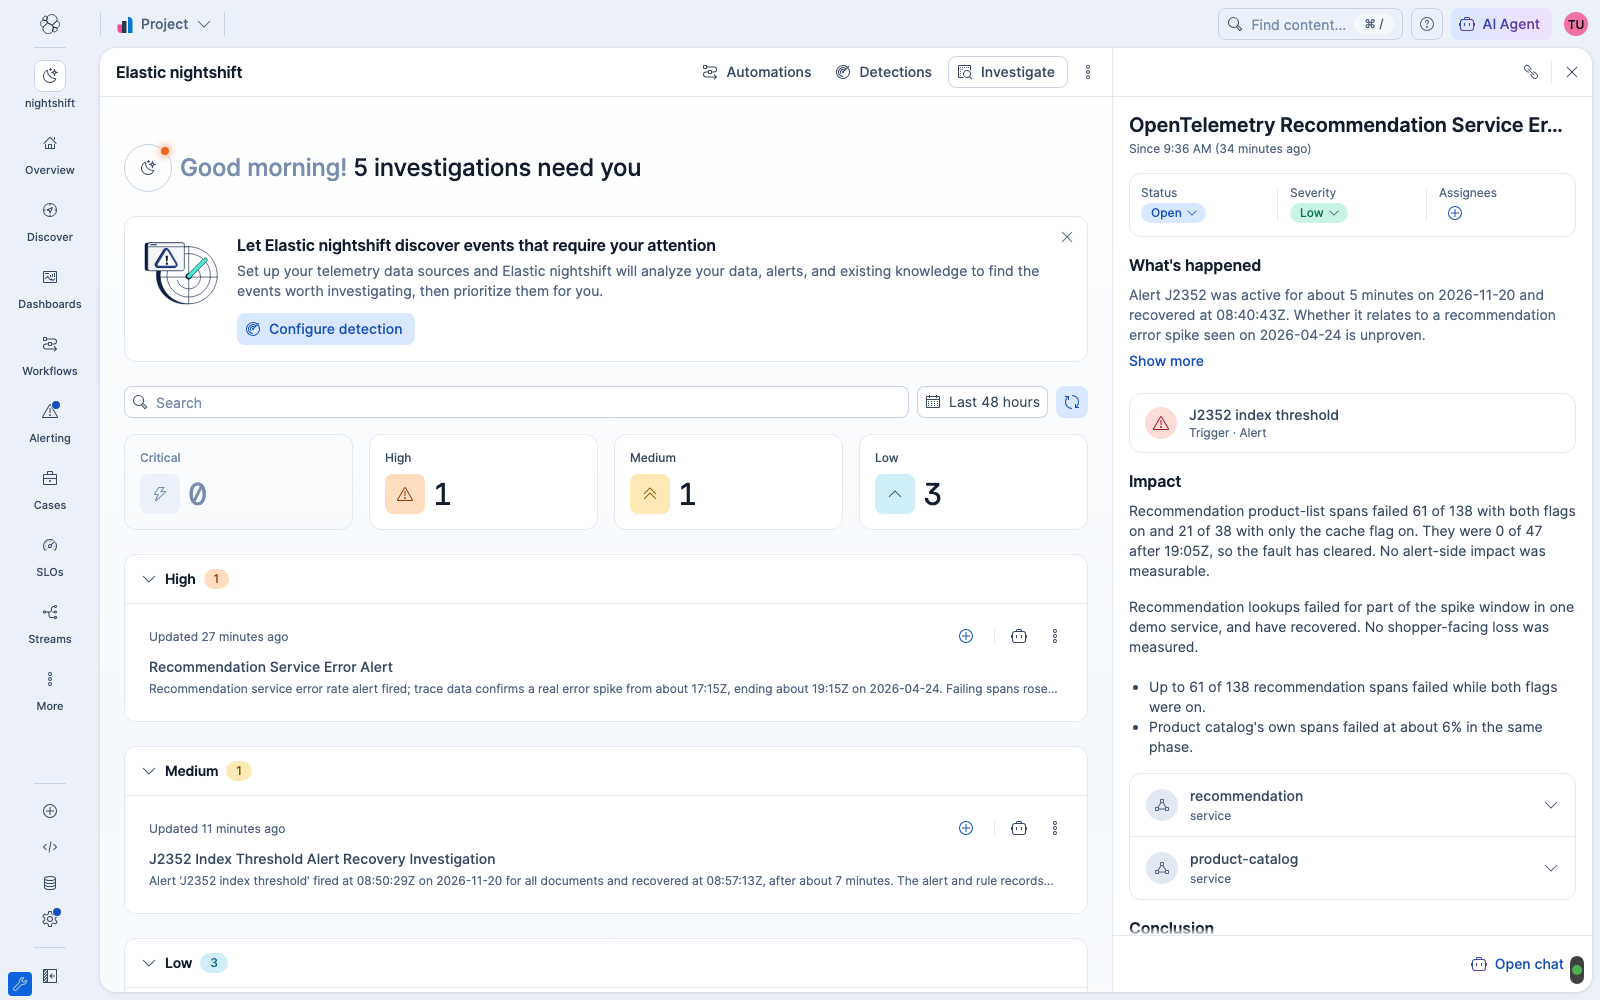 Project
Find content...
⌘ /
AI Agent
TU
nightshift
Overview
Discover
Dashboards
Workflows
Alerting
Cases
SLOs
Streams
More
Elastic nightshift
Automations
Detections
Investigate
Good morning! 5 investigations need you
Let Elastic nightshift discover events that require your attention
Set up your telemetry data sources and Elastic nightshift will analyze your data, alerts, and existing knowledge to find the
events worth investigating, then prioritize them for you.
Configure detection
Search
Last 48 hours
Critical
0
High
1
Medium
1
Low
3
High 1
Updated 27 minutes ago
Recommendation Service Error Alert
Recommendation service error rate alert fired; trace data confirms a real error spike from about 17:15Z, ending about 19:15Z on 2026-04-24. Failing spans rose...
Medium 1
Updated 11 minutes ago
J2352 Index Threshold Alert Recovery Investigation
Alert 'J2352 index threshold' fired at 08:50:29Z on 2026-11-20 for all documents and recovered at 08:57:13Z, after about 7 minutes. The alert and rule records...
Low 3
OpenTelemetry Recommendation Service Er...
Since 9:36 AM (34 minutes ago)
Status
Open
Severity
Low
Assignees
What's happened
Alert J2352 was active for about 5 minutes on 2026-11-20 and
recovered at 08:40:43Z. Whether it relates to a recommendation
error spike seen on 2026-04-24 is unproven.
Show more
J2352 index threshold
Trigger · Alert
Impact
Recommendation product-list spans failed 61 of 138 with both flags
on and 21 of 38 with only the cache flag on. They were 0 of 47
after 19:05Z, so the fault has cleared. No alert-side impact was
measurable.
Recommendation lookups failed for part of the spike window in one
demo service, and have recovered. No shopper-facing loss was
measured.
• Up to 61 of 138 recommendation spans failed while both flags
were on.
• Product catalog's own spans failed at about 6% in the same
phase.
recommendation
service
product-catalog
service
Conclusion
Open chat